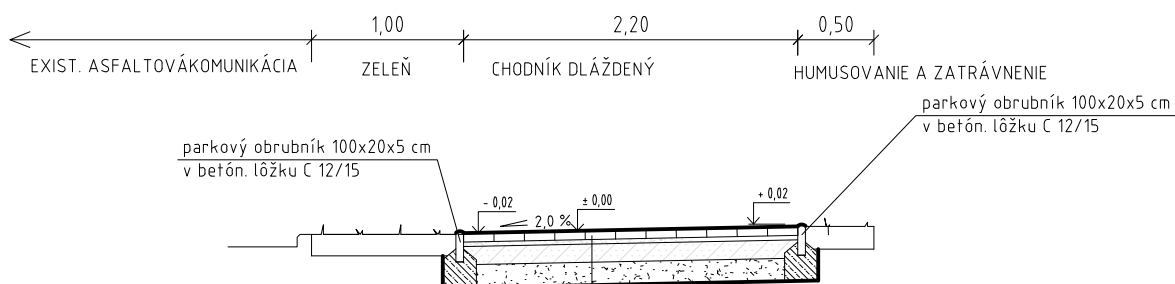 1,00
2,20
0,50
EXIST. ASFALTOVÁKOMUNIKÁCIA
ZELEŇ
CHODNÍK DLÁŽDENÝ
HUMUSOVANIE A ZATRÁVNENIE
parkový obrubník 100x20x5 cm
v betón. lôžku C 12/15
parkový obrubník 100x20x5 cm
v betón. lôžku C 12/15
- 0,02
2,0 %
± 0,00
+ 0,02